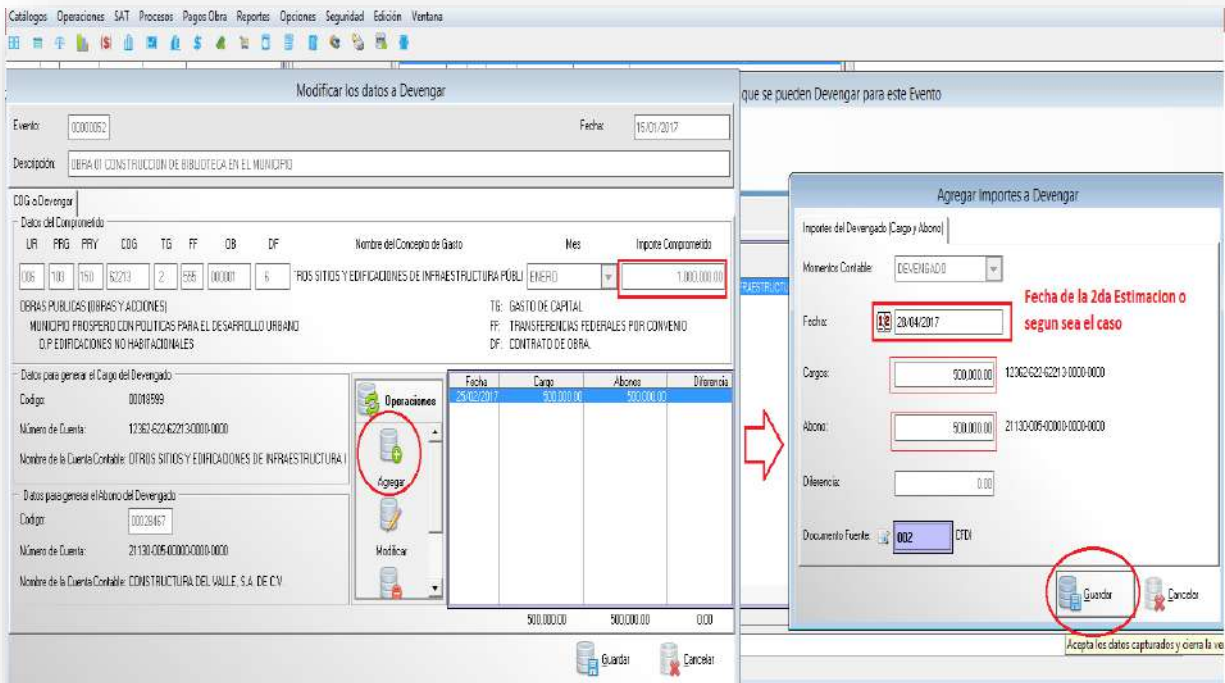 Catálogos Operaciones SAT Procesos Pagos Obra Reportes Opciones Seguridad Edición Ventana
Modificar los datos a Devengar
que se pueden Devengar para este Evento
Evento: 00000052 Fecha: 15/01/2017
Descripción: OBRA 01 CONSTRUCCION DE BIBLIOTECA EN EL MUNICIPIO
COG a Devengar
Datos del Comprometido
UR PRG PRY COG TG FF OB DF Nombre del Concepto de Gasto Mes Importe Comprometido
006 103 150 62213 2 555 000001 6 TROS SITIOS Y EDIFICACIONES DE INFRAESTRUCTURA PÚBLI ENERO 1,000,000.00
OBRAS PUBLICAS (OBRAS Y ACCIONES) TG: GASTO DE CAPITAL
MUNICIPIO PROSPERO CON POLITICAS PARA EL DESARROLLO URBANO FF: TRANSFERENCIAS FEDERALES POR CONVENIO
O.P EDIFICACIONES NO HABITACIONALES DF: CONTRATO DE OBRA.
Datos para generar el Cargo del Devengado
Codigo: 00018599
Número de Cuenta: 12362-622-62213-0000-0000
Nombre de la Cuenta Contable: OTROS SITIOS Y EDIFICACIONES DE INFRAESTRUCTURA
Datos para generar el Abono del Devengado
Codigo: 00028467
Número de Cuenta: 21130-005-00000-0000-0000
Nombre de la Cuenta Contable: CONSTRUCTURA DEL VALLE, S.A. DE C.V
Operaciones
Agregar
Modificar
Fecha Cargo Abonos Diferencia
25/02/2017 500,000.00 500,000.00
500,000.00 500,000.00 0.00
Guardar Cancelar
Agregar Importes a Devengar
Importes del Devengado (Cargo y Abono)
Momentos Contable: DEVENGADO
Fecha: 12 28/04/2017
Fecha de la 2da Estimacion o
segun sea el caso
Cargos: 500,000.00 12362-622-62213-0000-0000
Abono: 500,000.00 21130-005-00000-0000-0000
Diferencia: 0.00
Documento Fuente: 002 CFDI
Guardar Cancelar
Acepta los datos capturados y cierra la ve